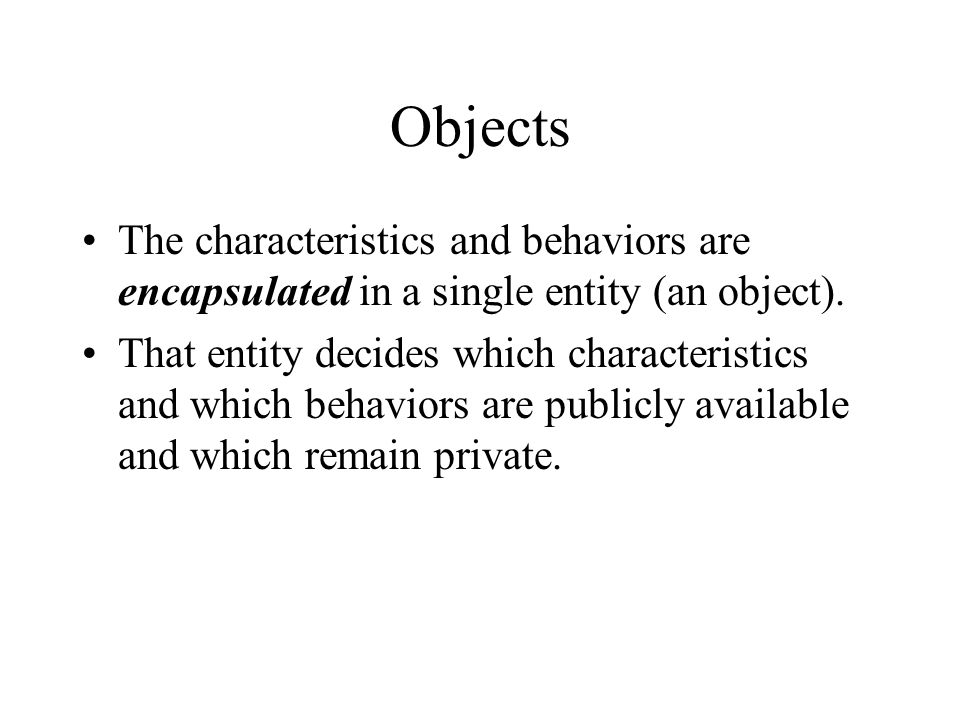 Objects
• The characteristics and behaviors are
encapsulated in a single entity (an object).
• That entity decides which characteristics
and which behaviors are publicly available
and which remain private.